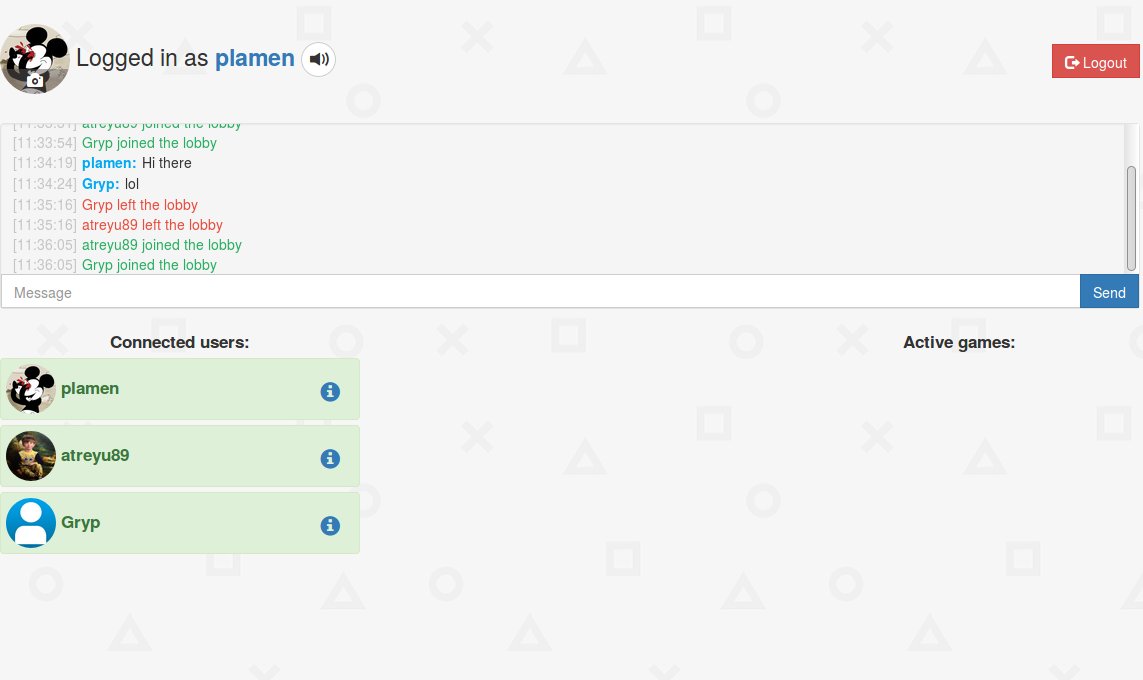 Logged in as plamen
Logout
[11:33:51] atreyu89 joined the lobby
[11:33:54] Gryp joined the lobby
[11:34:19] plamen: Hi there
[11:34:24] Gryp: lol
[11:35:16] Gryp left the lobby
[11:35:16] atreyu89 left the lobby
[11:36:05] atreyu89 joined the lobby
[11:36:05] Gryp joined the lobby
Message
Send
Connected users:
Active games:
plamen
atreyu89
Gryp